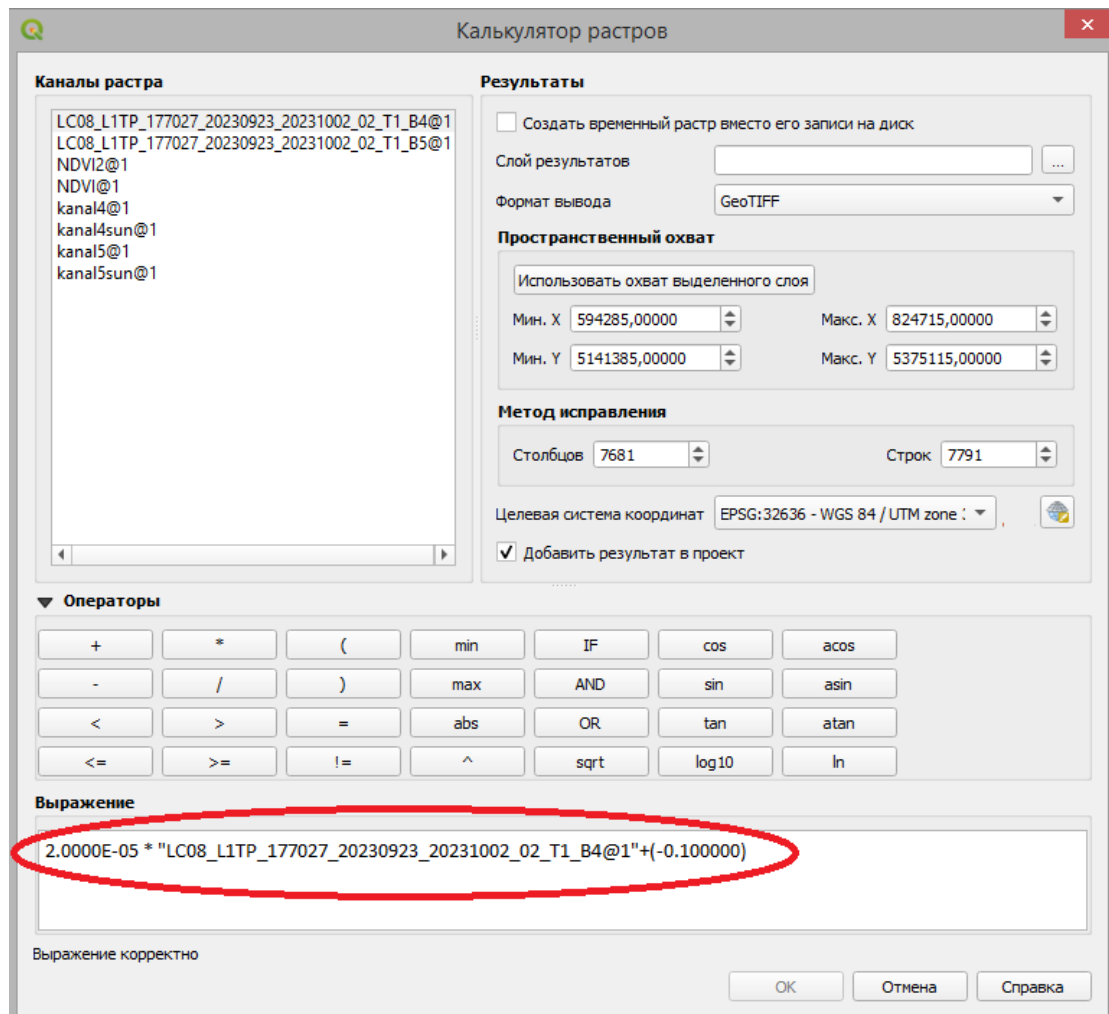 Калькулятор растров
Каналы растра
LC08_L1TP_177027_20230923_20231002_02_T1_B4@1
LC08_L1TP_177027_20230923_20231002_02_T1_B5@1
NDVI2@1
NDVI@1
kanal4@1
kanal4sun@1
kanal5@1
kanal5sun@1
Результаты
Создать временный растр вместо его записи на диск
Слой результатов ...
Формат вывода GeoTIFF
Пространственный охват
Использовать охват выделенного слоя
Мин. X 594285,00000 Макс. X 824715,00000
Мин. Y 5141385,00000 Макс. Y 5375115,00000
Метод исправления
Столбцов 7681 Строк 7791
Целевая система координат EPSG:32636 - WGS 84 / UTM zone
Добавить результат в проект
Операторы
+ * ( min IF cos acos
- / ) max AND sin asin
< > = abs OR tan atan
<= >= != ^ sqrt log10 ln
Выражение
2.0000E-05 * "LC08_L1TP_177027_20230923_20231002_02_T1_B4@1"+(-0.100000)
Выражение корректно
OK Отмена Справка